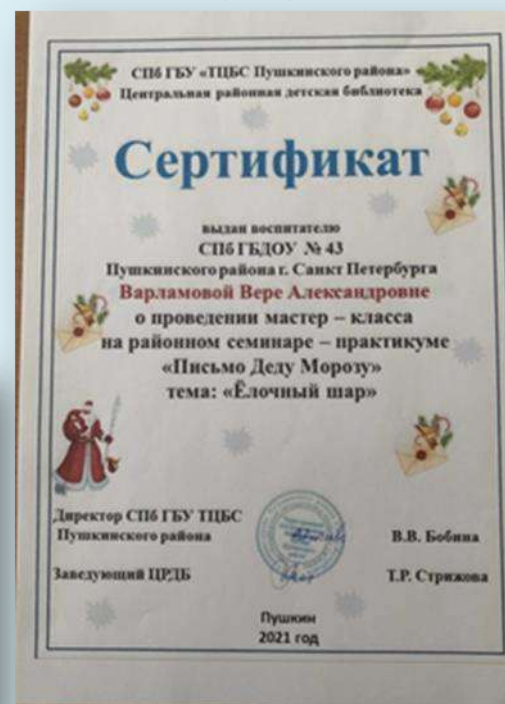 СПб ГБУ «ТЦБС Пушкинского района»
Центральная районная детская библиотека
Сертификат
выдан воспитателю
СПб ГБДОУ № 43
Пушкинского района г. Санкт Петербурга
Варламовой Вере Александровне
о проведении мастер – класса
на районном семинаре – практикуме
«Письмо Деду Морозу»
тема: «Ёлочный шар»
Директор СПб ГБУ ТЦБС
Пушкинского района
В.В. Бобина
Заведующий ЦРДБ
Т.Р. Стрижова
Пушкин
2021 год